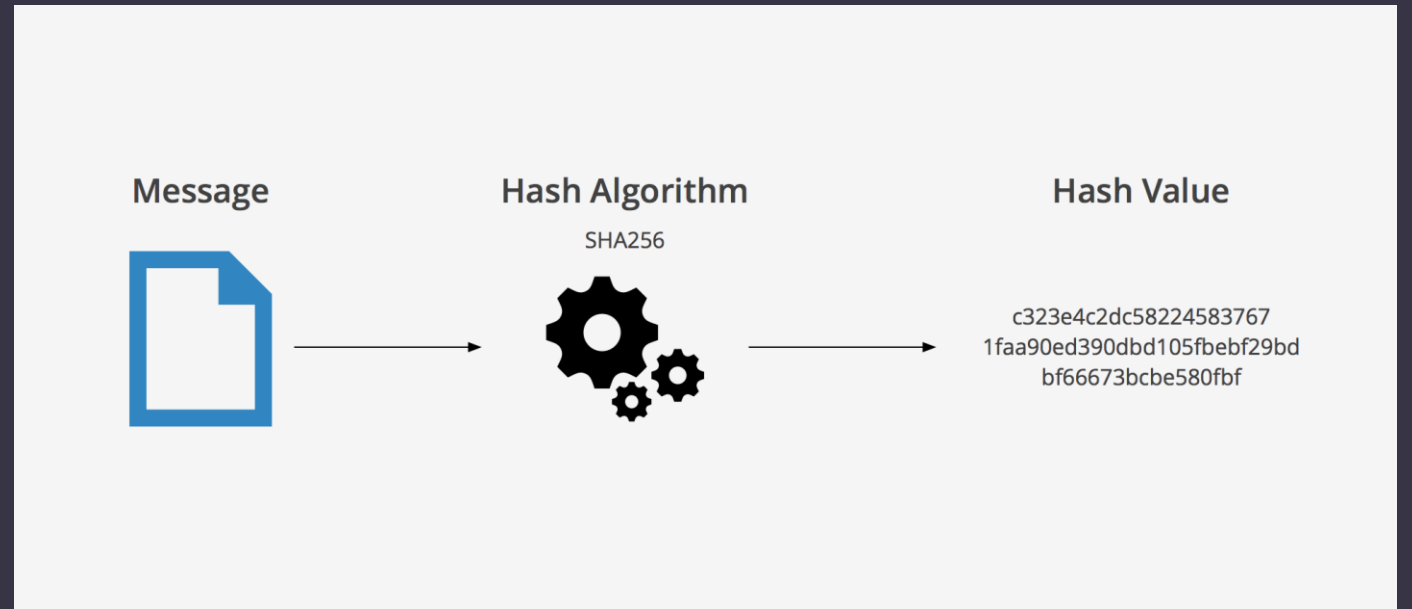 Message
Hash Algorithm
SHA256
Hash Value
c323e4c2dc58224583767
1faa90ed390dbd105fbebf29bd
bf66673bcbe580fbf